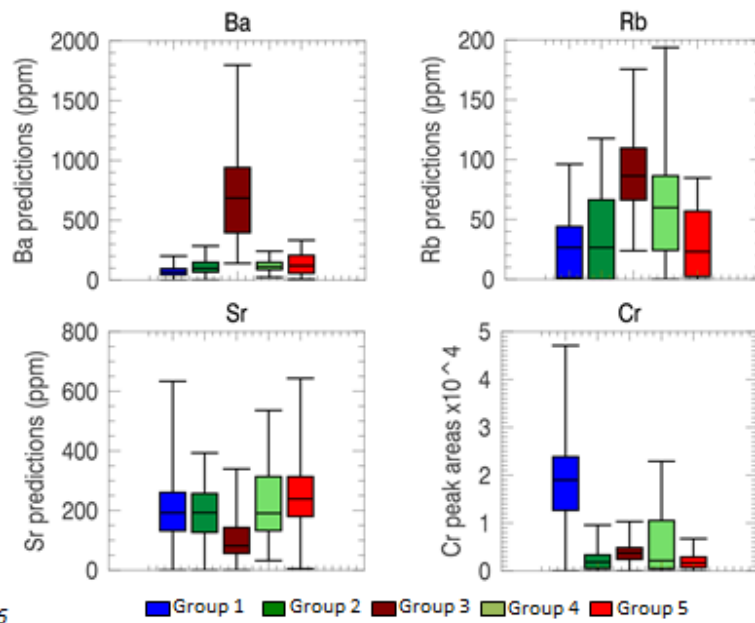 Ba
Ba predictions (ppm)
2000
1500
1000
500
0
Rb
Rb predictions (ppm)
200
150
100
50
0
Sr
Sr predictions (ppm)
800
600
400
200
0
Cr
Cr peak areas x10 ^ 4
5
4
3
2
1
0
Group 1 Group 2 Group 3 Group 4 Group 5